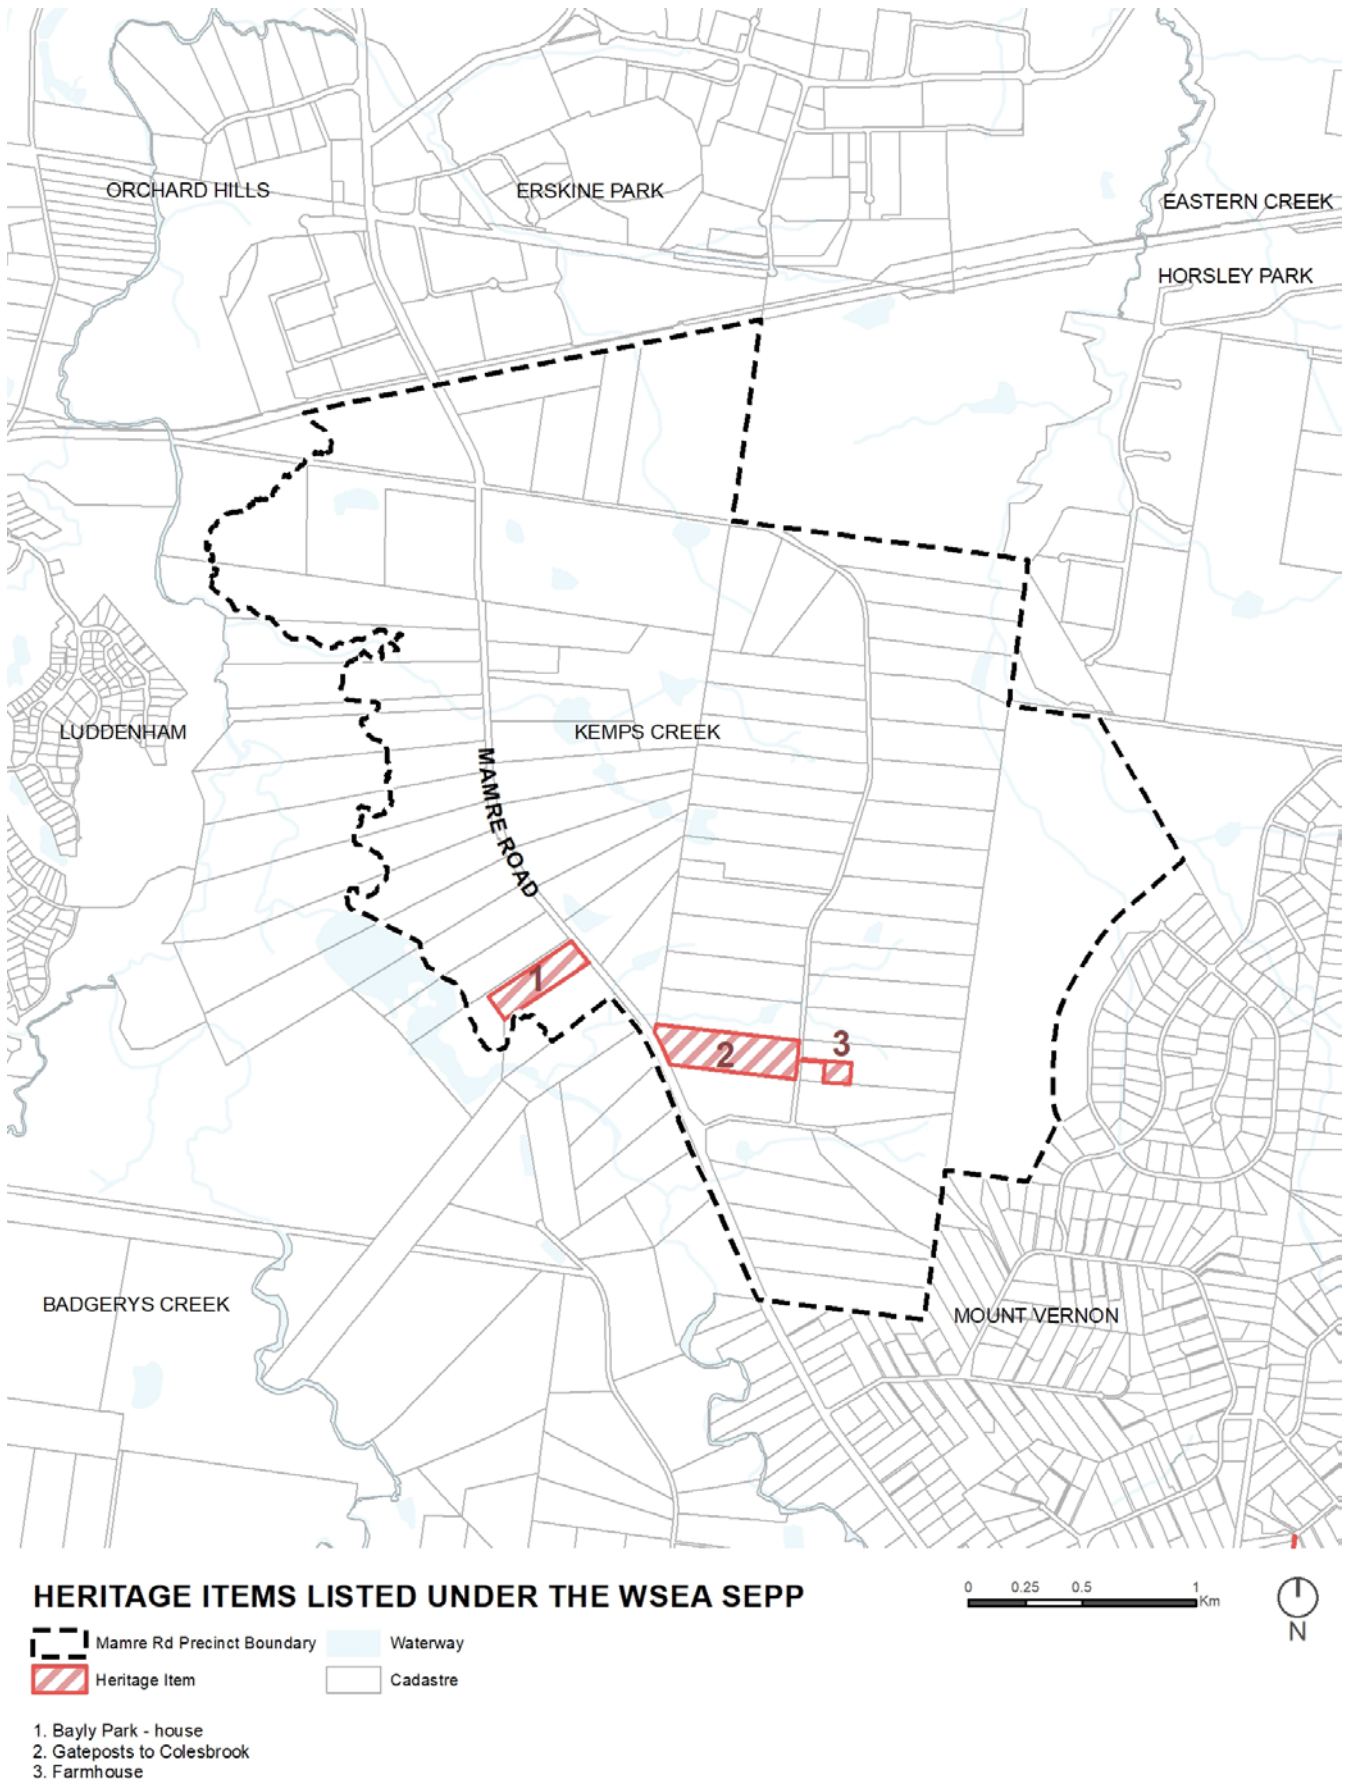 ORCHARD HILLS
ERSKINE PARK
EASTERN CREEK
HORSLEY PARK
LUDDENHAM
KEMPS CREEK
MAMRE ROAD
1
2
3
BADGERYS CREEK
MOUNT VERNON
HERITAGE ITEMS LISTED UNDER THE WSEA SEPP
0 0.25 0.5 1
Km
N
Mamre Rd Precinct Boundary
Waterway
Heritage Item
Cadastre
1. Bayly Park - house
2. Gateposts to Colesbrook
3. Farmhouse